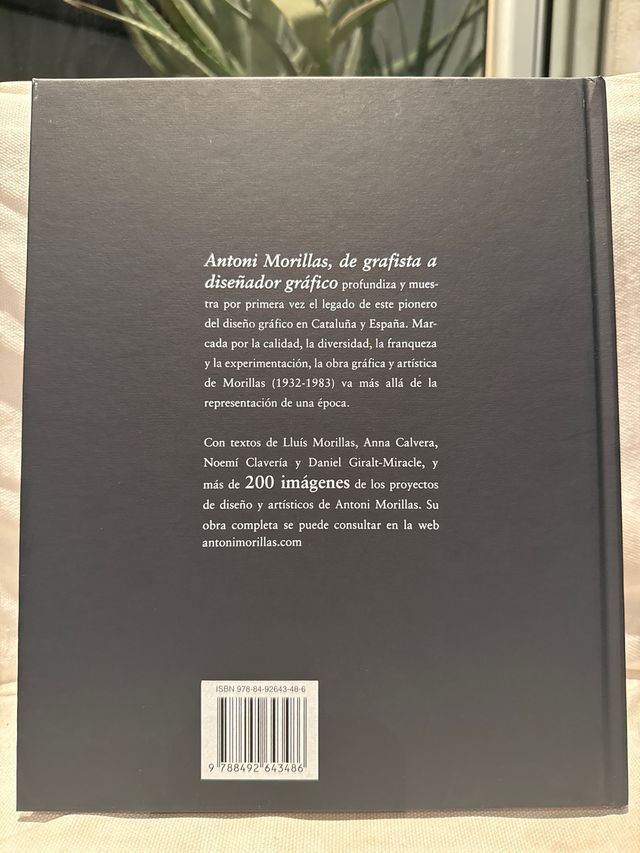 Antoni Morillas, de grafista a
diseñador gráfico profundiza y mues-
tra por primera vez el legado de este pionero
del diseño gráfico en Cataluña y España. Mar-
cada por la calidad, la diversidad, la franqueza
y la experimentación, la obra gráfica y artística
de Morillas (1932-1983) va más allá de la
representación de una época.
Con textos de Lluís Morillas, Anna Calvera,
Noemí Clavería y Daniel Giralt-Miracle, y
más de 200 imágenes de los proyectos
de diseño y artísticos de Antoni Morillas. Su
obra completa se puede consultar en la web
antonimorillas.com
ISBN 978-84-92643-48-6
9 788492 643486